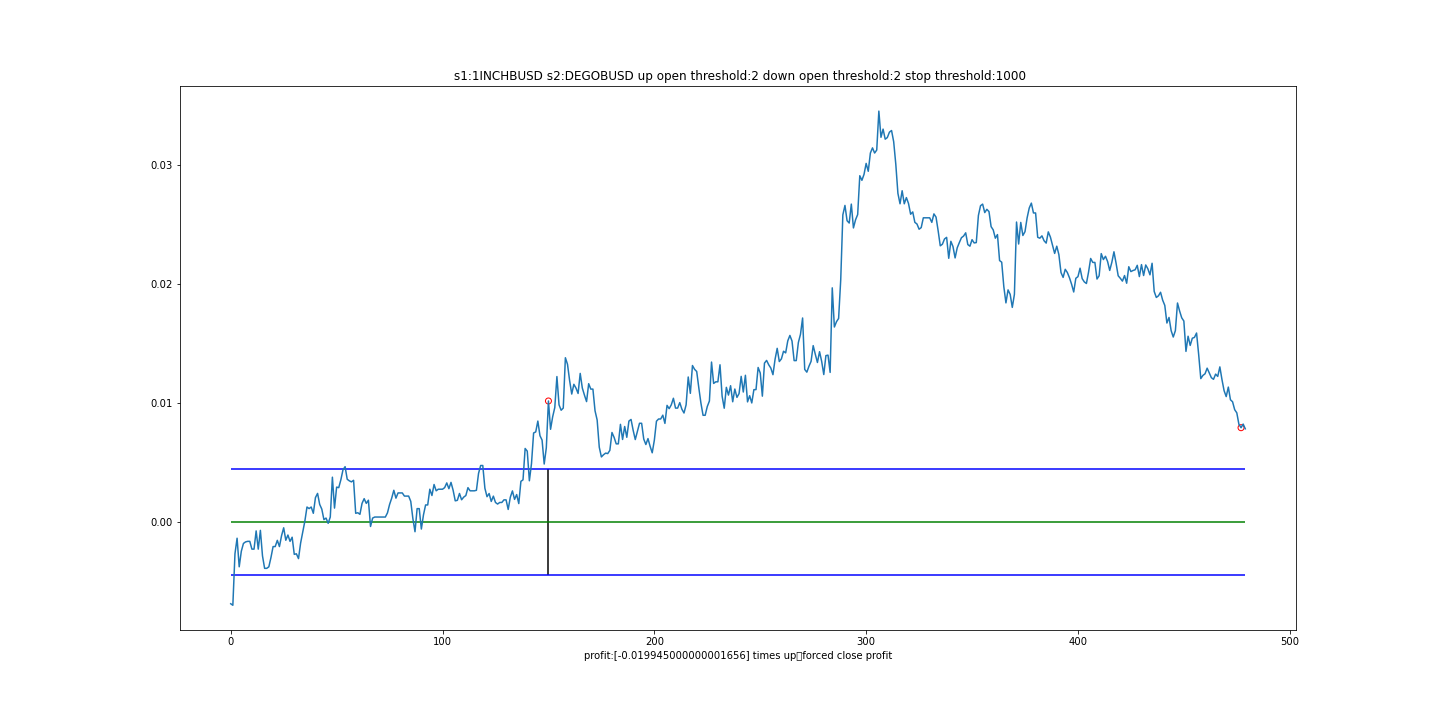 s1:1INCHBUSD s2:DEGOBUSD up open threshold:2 down open threshold:2 stop threshold:1000
0.03
0.02
0.01
0.00
0 100 200 300 400 500
profit:[-0.019945000000001656] times up▯forced close profit